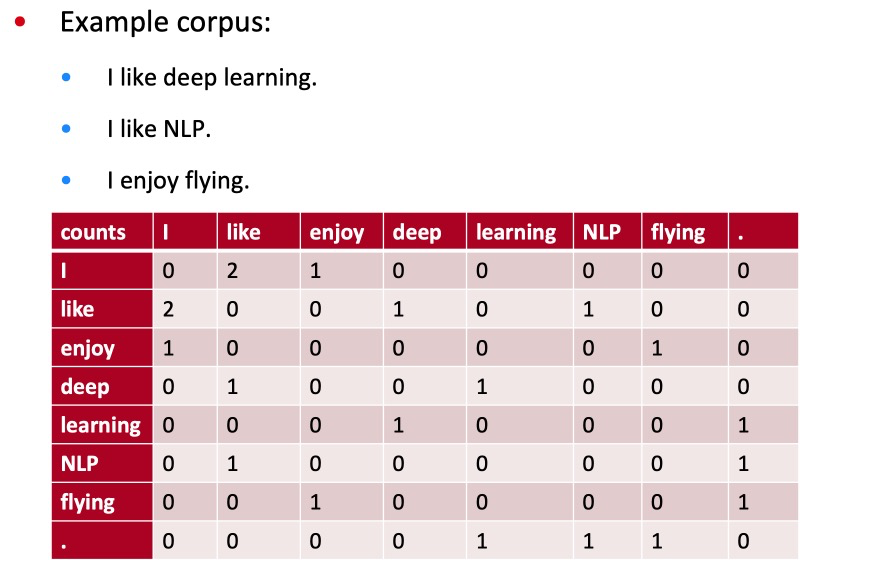 Example corpus:
I like deep learning.
I like NLP.
I enjoy flying.
counts I like enjoy deep learning NLP flying .
I 0 2 1 0 0 0 0 0
like 2 0 0 1 0 1 0 0
enjoy 1 0 0 0 0 0 1 0
deep 0 1 0 0 1 0 0 0
learning 0 0 0 1 0 0 0 1
NLP 0 1 0 0 0 0 0 1
flying 0 0 1 0 0 0 0 1
. 0 0 0 0 1 1 1 0